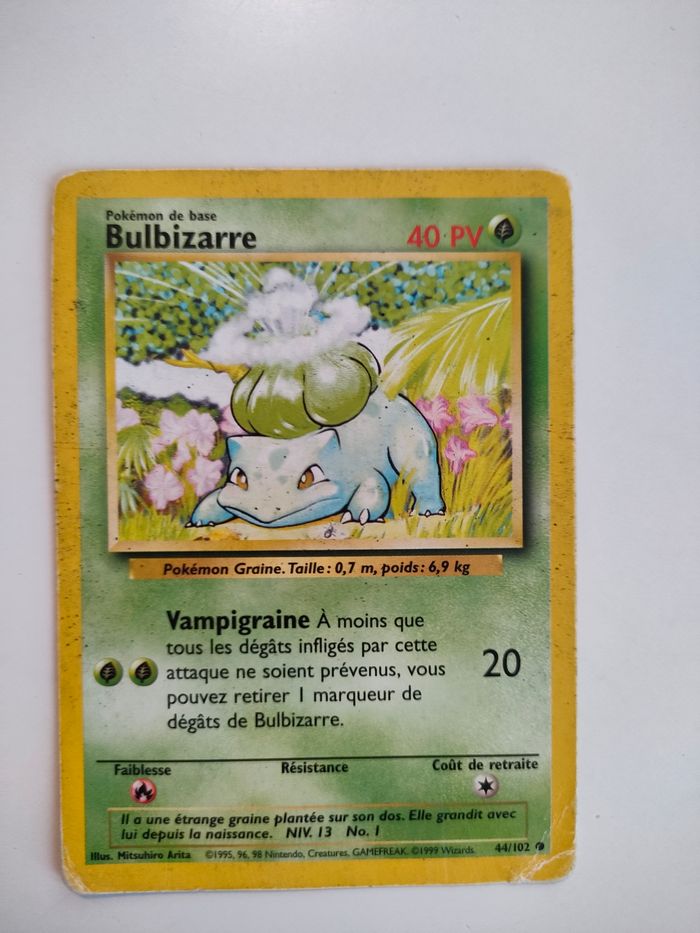 Pokémon de base
Bulbizarre 40 PV
Pokémon Graine. Taille : 0,7 m, poids : 6,9 kg
Vampigraine À moins que
tous les dégâts infligés par cette
attaque ne soient prévenus, vous
pouvez retirer 1 marqueur de
dégâts de Bulbizarre.
20
Faiblesse Résistance Coût de retraite
Il a une étrange graine plantée sur son dos. Elle grandit avec
lui depuis la naissance. NIV. 13 No. 1
Illus. Mitsuhiro Arita ©1995, 96, 98 Nintendo, Creatures, GAMEFREAK. ©1999 Wizards. 44/102